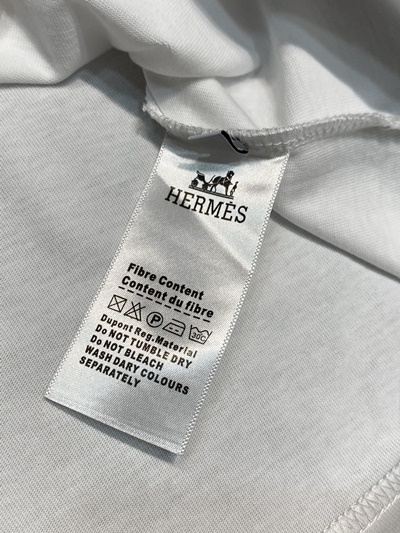 HERMÈS
Fibre Content
Content du fibre
P
30C
Dupont Reg.Material
Do NOT TUMBLE DRY
Do NOT BLEACH
WASH DARY COLOURS
SEPARATELY